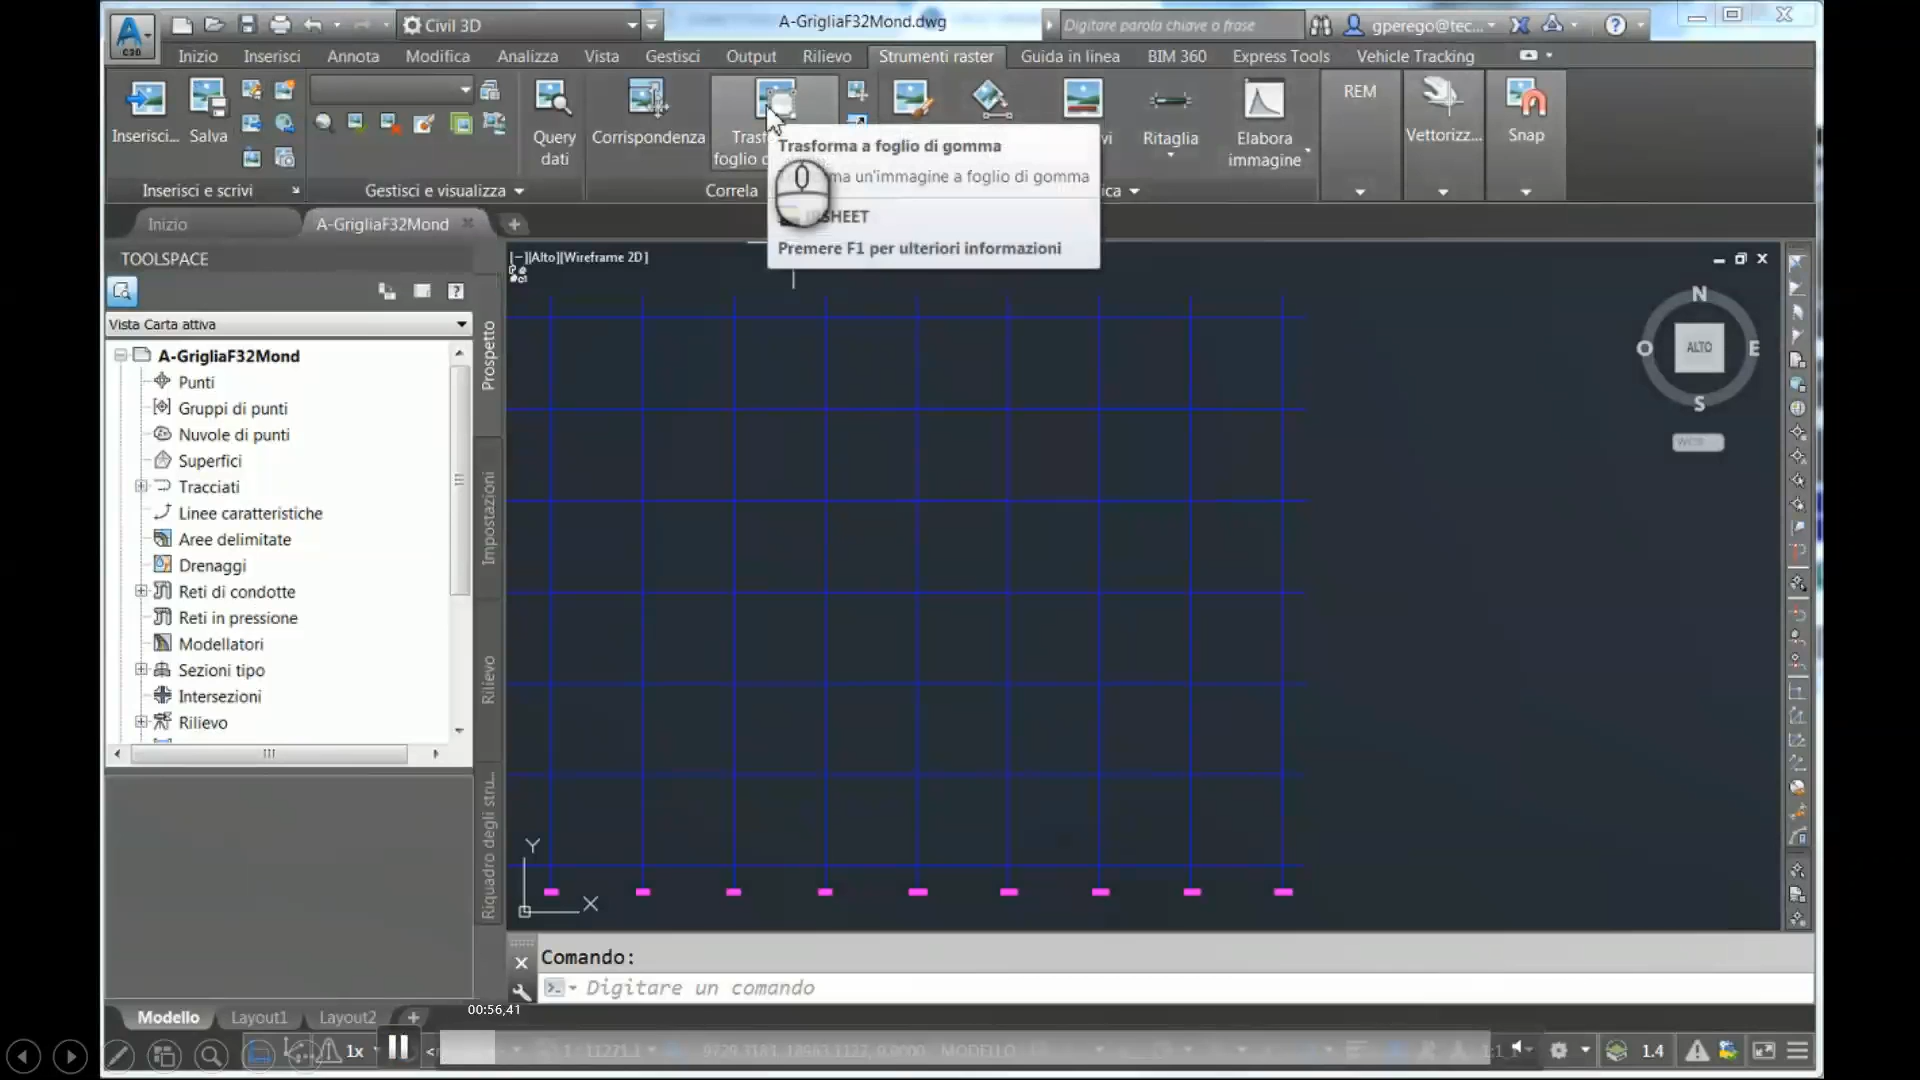 C3D
Civil 3D
A-GrigliaF32Mond.dwg
Digitare parola chiave o frase
gperego@tec...
Inizio
Inserisci
Annota
Modifica
Analizza
Vista
Gestisci
Output
Rilievo
Strumenti raster
Guida in linea
BIM 360
Express Tools
Vehicle Tracking
Inserisci...
Salva
Query
dati
Corrispondenza
Ritaglia
Elabora
immagine
REM
Vettorizz...
Snap
Inserisci e scrivi
Gestisci e visualizza
Correla
Trasforma a foglio di gomma
un'immagine a foglio di gomma
Premere F1 per ulteriori informazioni
Inizio
A-GrigliaF32Mond
TOOLSPACE
Vista Carta attiva
A-GrigliaF32Mond
Punti
Gruppi di punti
Nuvole di punti
Superfici
Tracciati
Linee caratteristiche
Aree delimitate
Drenaggi
Reti di condotte
Reti in pressione
Modellatori
Sezioni tipo
Intersezioni
Rilievo
Prospetto
Impostazioni
Rilievo
Riquadro degli stru...
[−][Alto][Wireframe 2D]
N
O
ALTO
E
S
WCS
Y
X
Comando:
Digitare un comando
00:56,41
Modello
Layout1
Layout2
1x
MODELLO
1.4